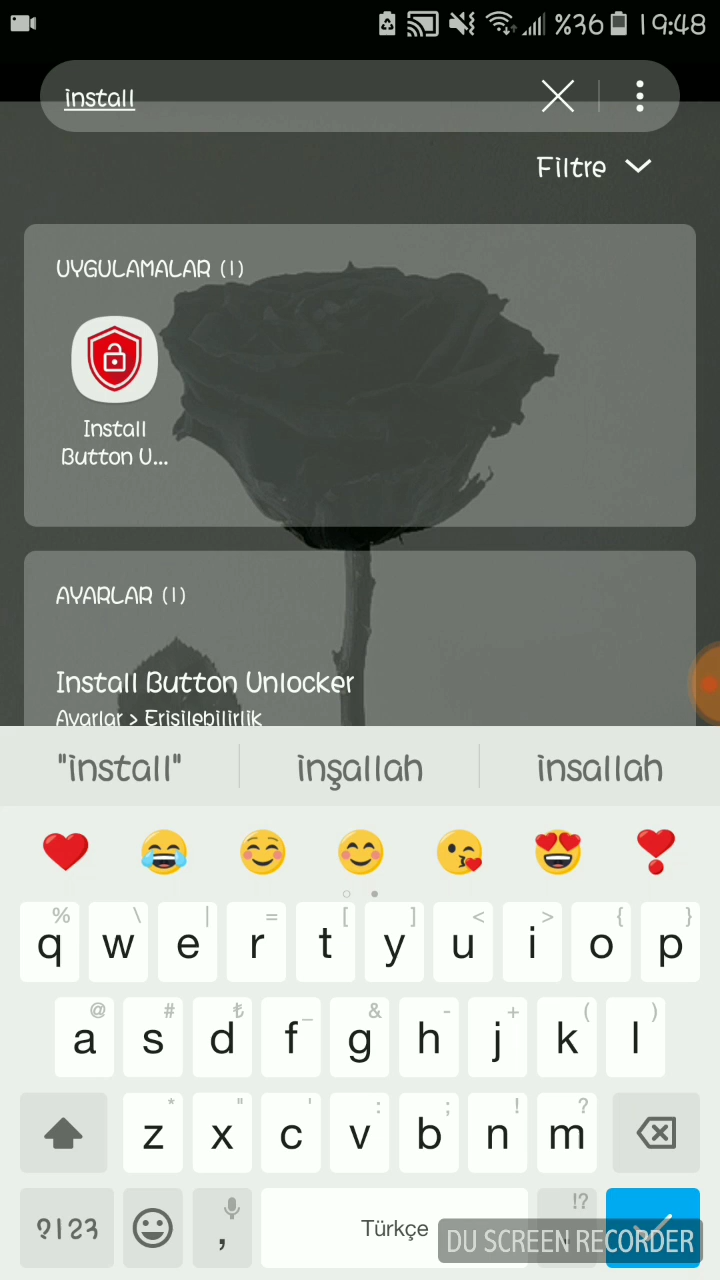 %36 19:48
install
Filtre
UYGULAMALAR (1)
Install
Button U...
AYARLAR (1)
Install Button Unlocker
Ayarlar > Erişilebilirlik
"install" inşallah insallah
% \ | = [ ] < > { }
q w e r t y u i o p
@ # ₺ _ & - + ( )
a s d f g h j k l
* " ' : ; ! ?
z x c v b n m
!?
?123 , Türkçe .
DU SCREEN RECORDER